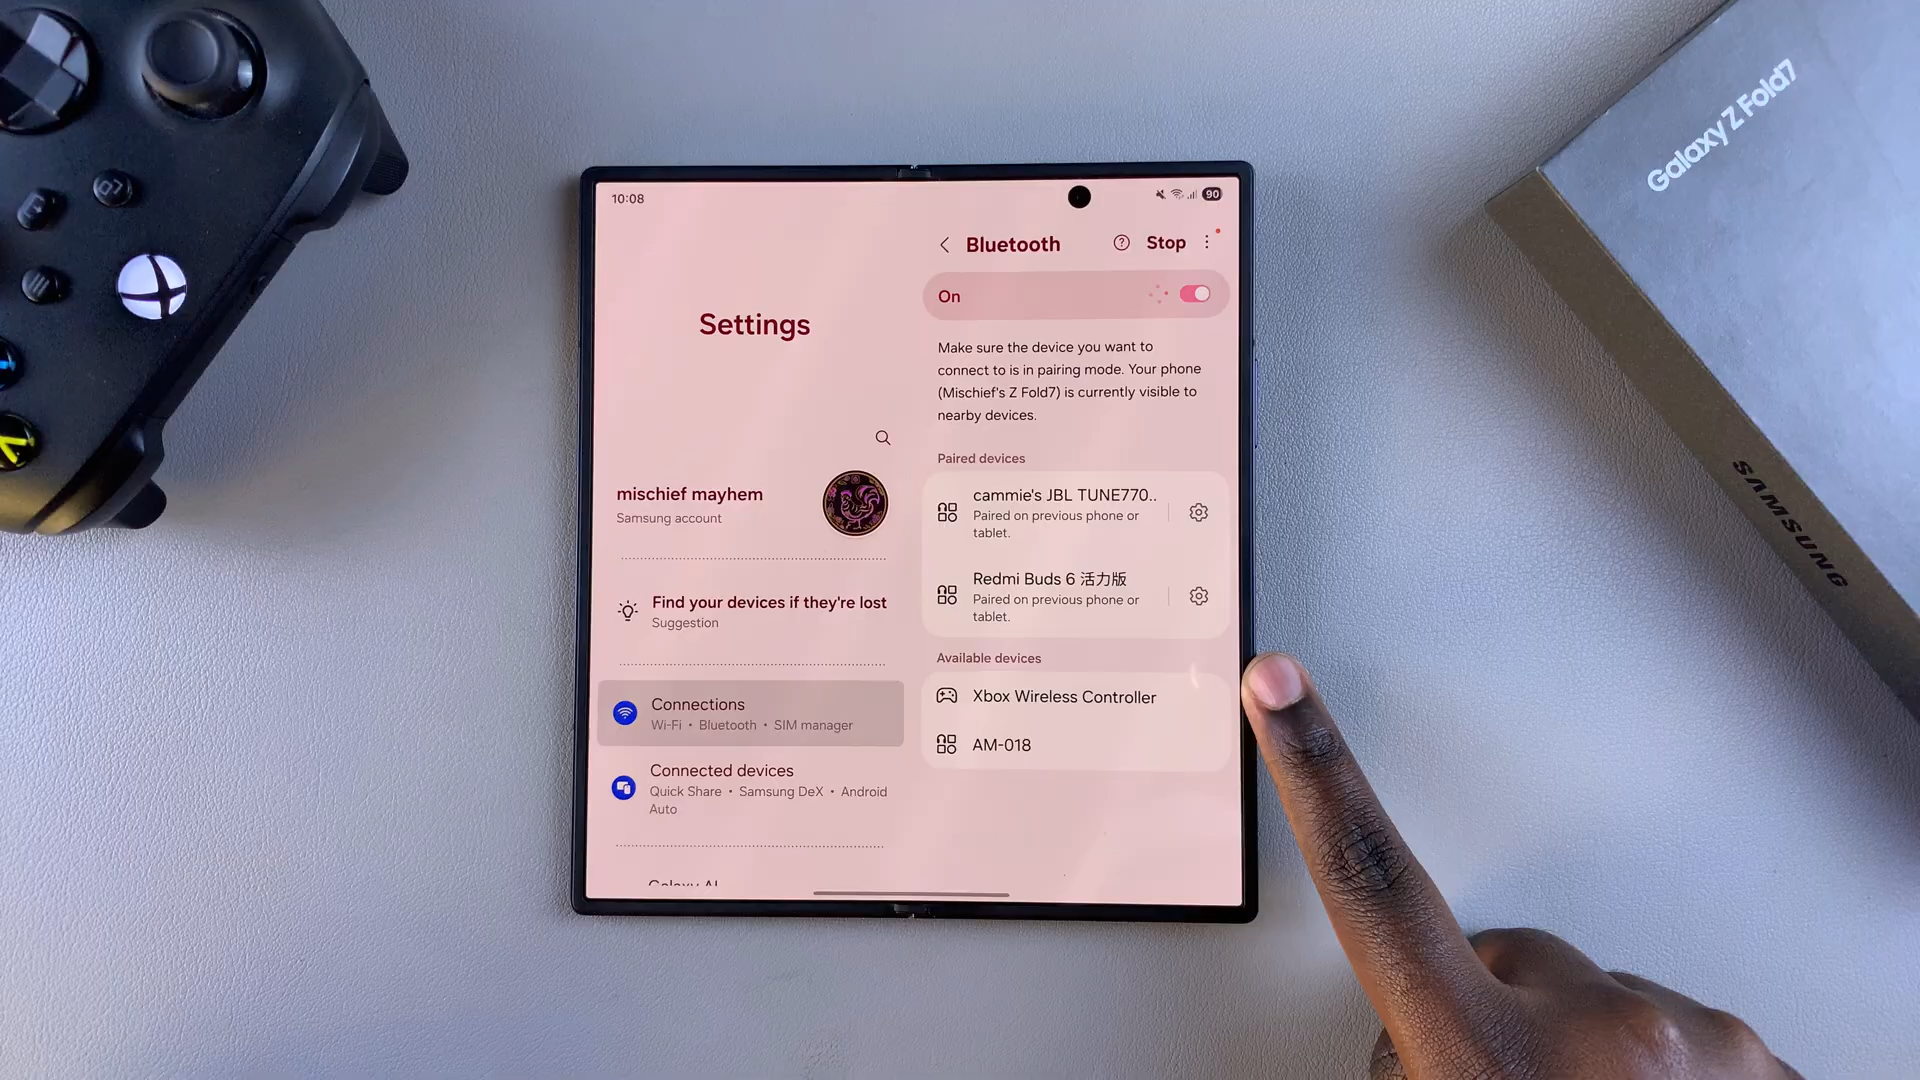 Galaxy Z Fold7
SAMSUNG
10:08
90
Settings
mischief mayhem
Samsung account
Find your devices if they're lost
Suggestion
Connections
Wi-Fi • Bluetooth • SIM manager
Connected devices
Quick Share • Samsung DeX • Android
Auto
Galaxy AI
Bluetooth
Stop
On
Make sure the device you want to
connect to is in pairing mode. Your phone
(Mischief's Z Fold7) is currently visible to
nearby devices.
Paired devices
cammie's JBL TUNE770..
Paired on previous phone or
tablet.
Redmi Buds 6 活力版
Paired on previous phone or
tablet.
Available devices
Xbox Wireless Controller
AM-018